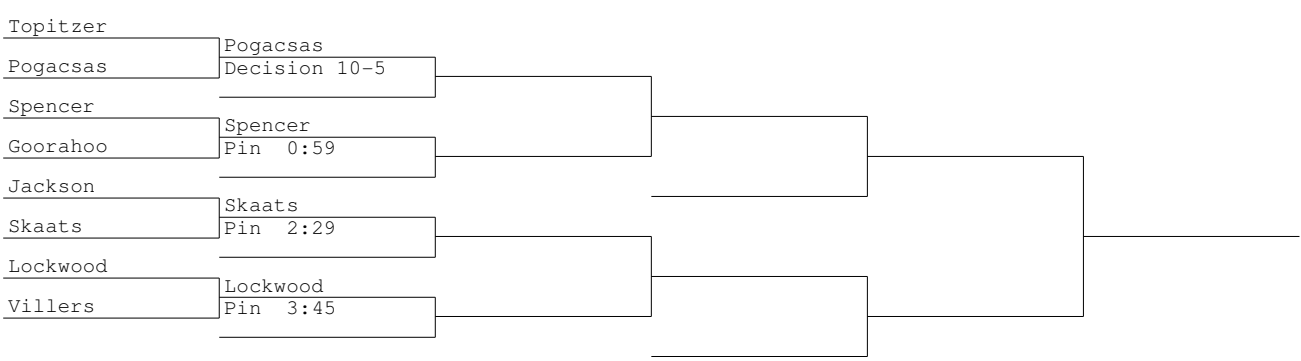 Topitzer
Pogacsas
Pogacsas
Decision 10-5
Spencer
Spencer
Goorahoo
Pin 0:59
Jackson
Skaats
Skaats
Pin 2:29
Lockwood
Lockwood
Villers
Pin 3:45